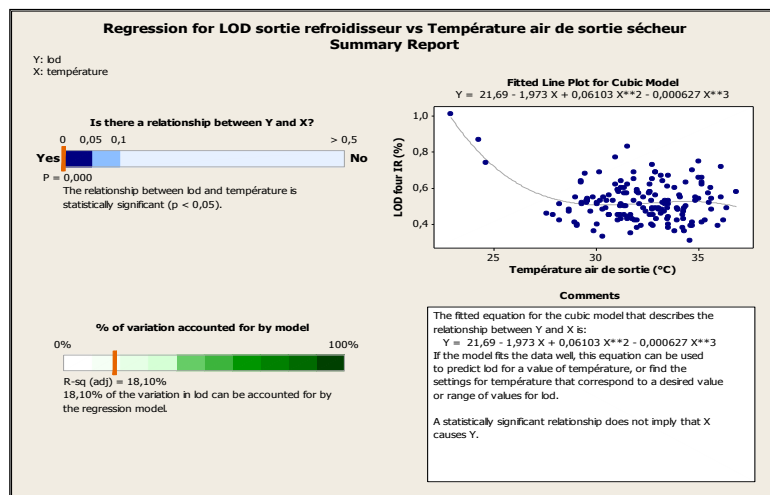 Regression for LOD sortie refroidisseur vs Température air de sortie sécheur
Summary Report
Y: lod
X: température
Is there a relationship between Y and X?
0 0,05 0,1 > 0,5
Yes No
P = 0,000
The relationship between lod and température is
statistically significant (p < 0,05).
% of variation accounted for by model
0% 100%
R-sq (adj) = 18,10%
18,10% of the variation in lod can be accounted for by
the regression model.
Fitted Line Plot for Cubic Model
Y = 21,69 - 1,973 X + 0,06103 X**2 - 0,000627 X**3
1,0
0,8
0,6
0,4
LOD four IR (%)
25 30 35
Température air de sortie (°C)
Comments
The fitted equation for the cubic model that describes the
relationship between Y and X is:
Y = 21,69 - 1,973 X + 0,06103 X**2 - 0,000627 X**3
If the model fits the data well, this equation can be used
to predict lod for a value of température, or find the
settings for température that correspond to a desired value
or range of values for lod.
A statistically significant relationship does not imply that X
causes Y.